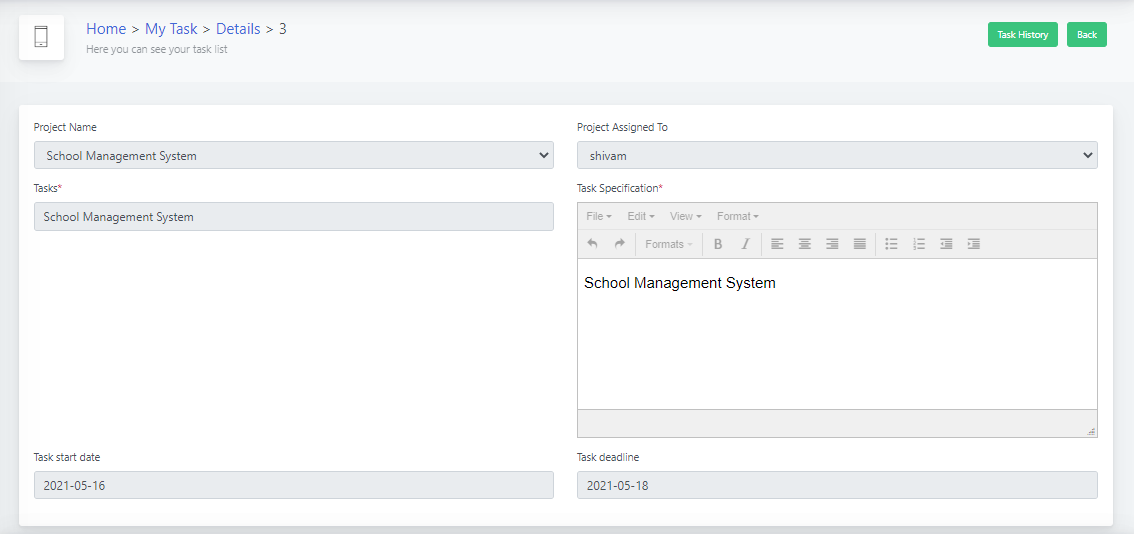 Home > My Task > Details > 3
Here you can see your task list
Task History
Back
Project Name
Project Assigned To
School Management System
shivam
Tasks*
Task Specification*
School Management System
File Edit View Format
Formats B I
School Management System
Task start date
Task deadline
2021-05-16
2021-05-18